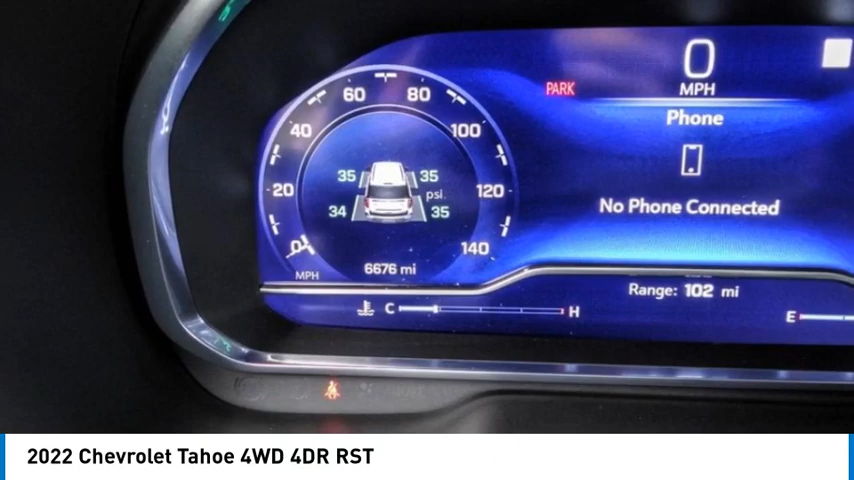 0
MPH
PARK
Phone
No Phone Connected
Range: 102 mi
60 80
40 100
35 35
psi
20 120
34 35
0 140
MPH
6676 mi
C H
E
2022 Chevrolet Tahoe 4WD 4DR RST